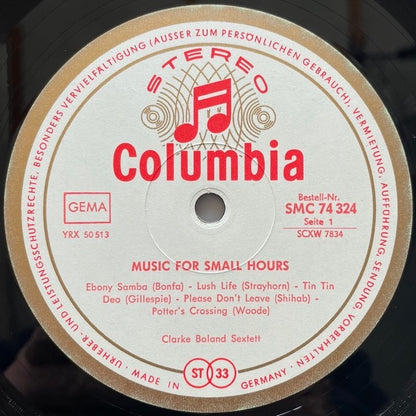 STEREO
Columbia
GEMA
YRX 50 513
Bestell-Nr.
SMC 74 324
Seite 1
SCXW 7834
MUSIC FOR SMALL HOURS
Ebony Samba (Bonfa) - Lush Life (Strayhorn) - Tin Tin
Deo (Gillespie) - Please Don't Leave (Shihab) -
Potter's Crossing (Woode)
Clarke Boland Sextett
ST 33
MADE IN GERMANY · URHEBER- UND LEISTUNGSSCHUTZRECHTE, BESONDERS VERVIELFÄLTIGUNG (AUSSER ZUM PERSÖNLICHEN GEBRAUCH), VERMIETUNG, AUFFÜHRUNG, SENDUNG, VORBEHALTEN ·